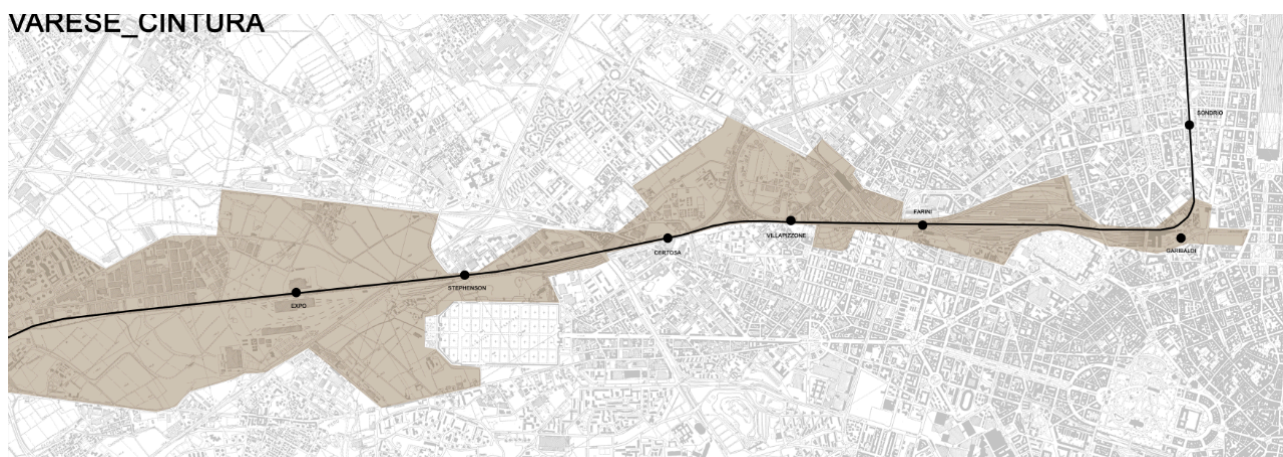 VARESE_CINTURA
SONDRIO
FARINI
VILLAPIZZONE
GARIBALDI
CERTOSA
STEPHENSON
EXPO